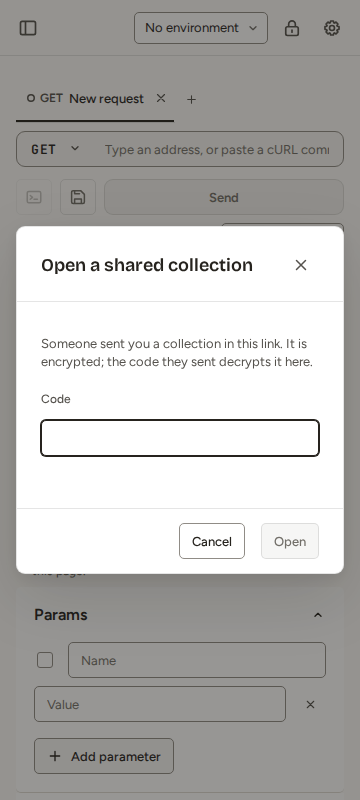 No environment
GET New request
GET Type an address, or paste a cURL comm
Send
Open a shared collection
Someone sent you a collection in this link. It is
encrypted; the code they sent decrypts it here.
Code
Cancel
Open
Params
Name
Value
Add parameter